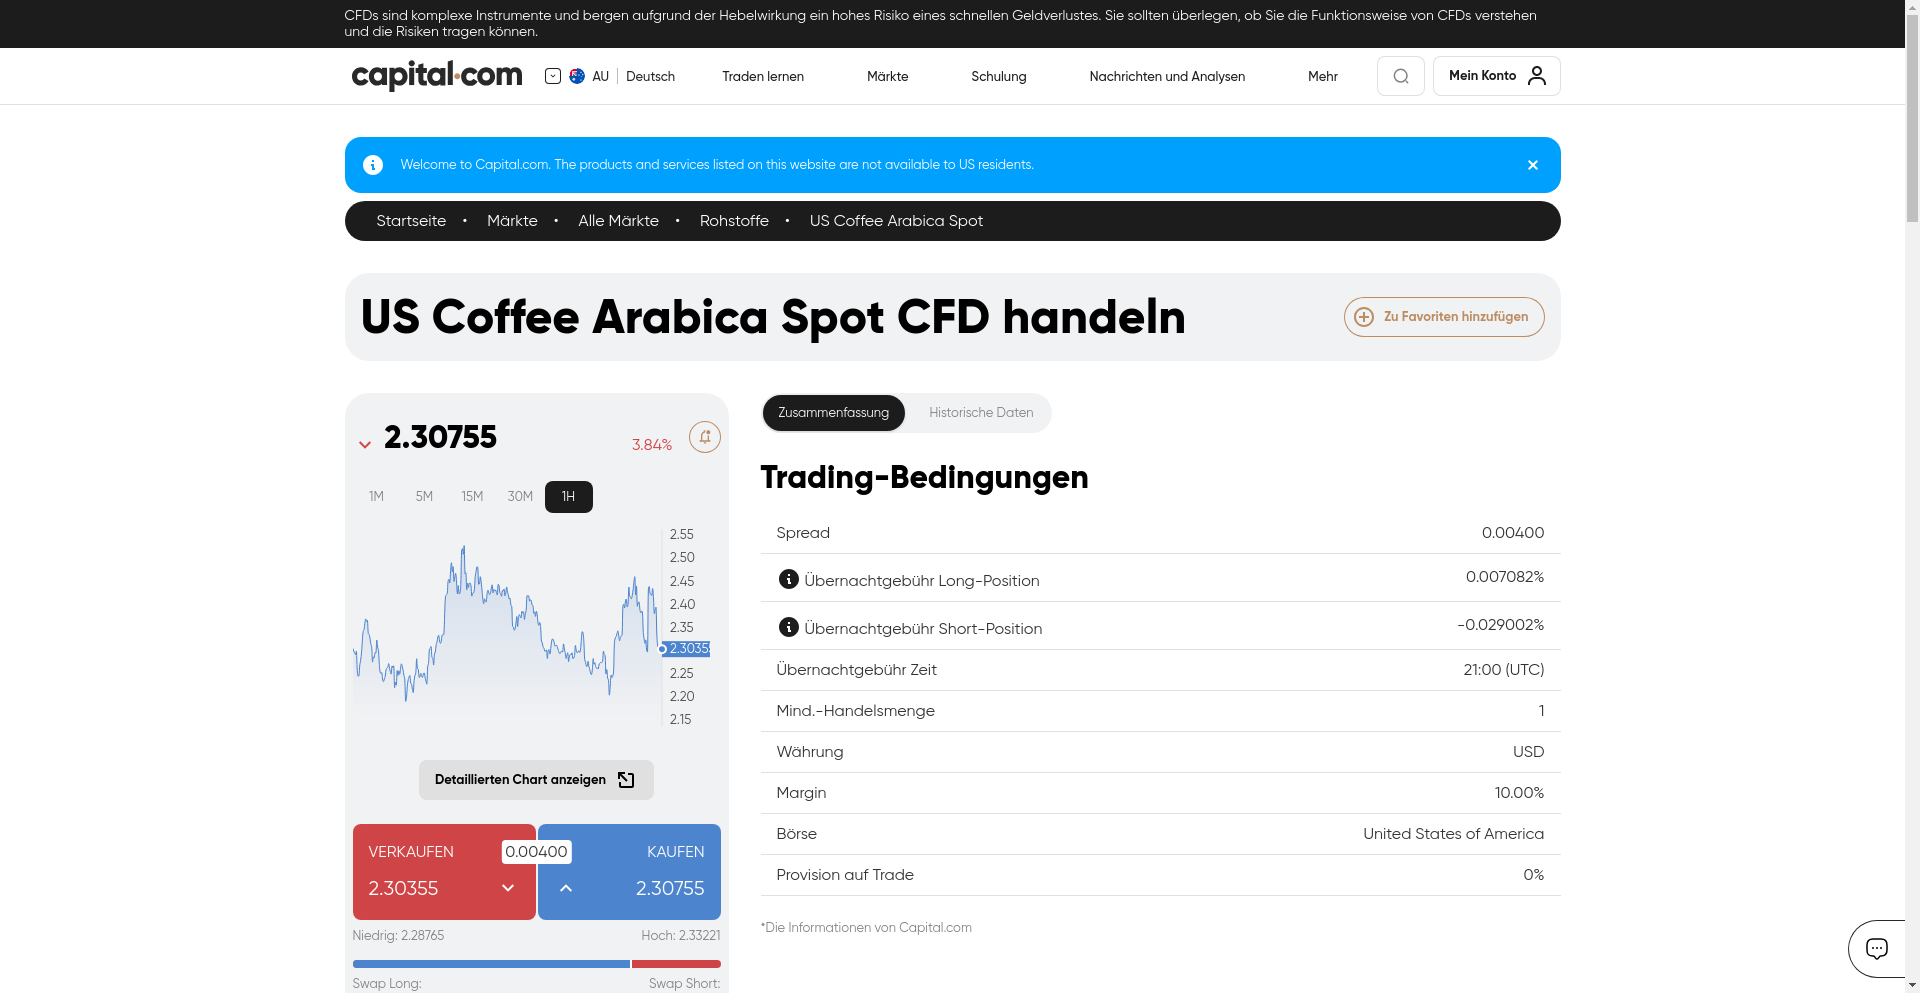 CFDs sind komplexe Instrumente und bergen aufgrund der Hebelwirkung ein hohes Risiko eines schnellen Geldverlustes. Sie sollten überlegen, ob Sie die Funktionsweise von CFDs verstehen
und die Risiken tragen können.
capital.com
AU
Deutsch
Traden lernen
Märkte
Schulung
Nachrichten und Analysen
Mehr
Mein Konto
Welcome to Capital.com. The products and services listed on this website are not available to US residents.
Startseite • Märkte • Alle Märkte • Rohstoffe • US Coffee Arabica Spot
US Coffee Arabica Spot CFD handeln
Zu Favoriten hinzufügen
2.30755
3.84%
1M 5M 15M 30M 1H
2.55
2.50
2.45
2.40
2.35
2.30355
2.25
2.20
2.15
Detaillierten Chart anzeigen
VERKAUFEN
0.00400
KAUFEN
2.30355
2.30755
Niedrig: 2.28765
Hoch: 2.33221
Swap Long:
Swap Short:
Zusammenfassung
Historische Daten
Trading-Bedingungen
Spread 0.00400
Übernachtgebühr Long-Position 0.007082%
Übernachtgebühr Short-Position -0.029002%
Übernachtgebühr Zeit 21:00 (UTC)
Mind.-Handelsmenge 1
Währung USD
Margin 10.00%
Börse United States of America
Provision auf Trade 0%
*Die Informationen von Capital.com